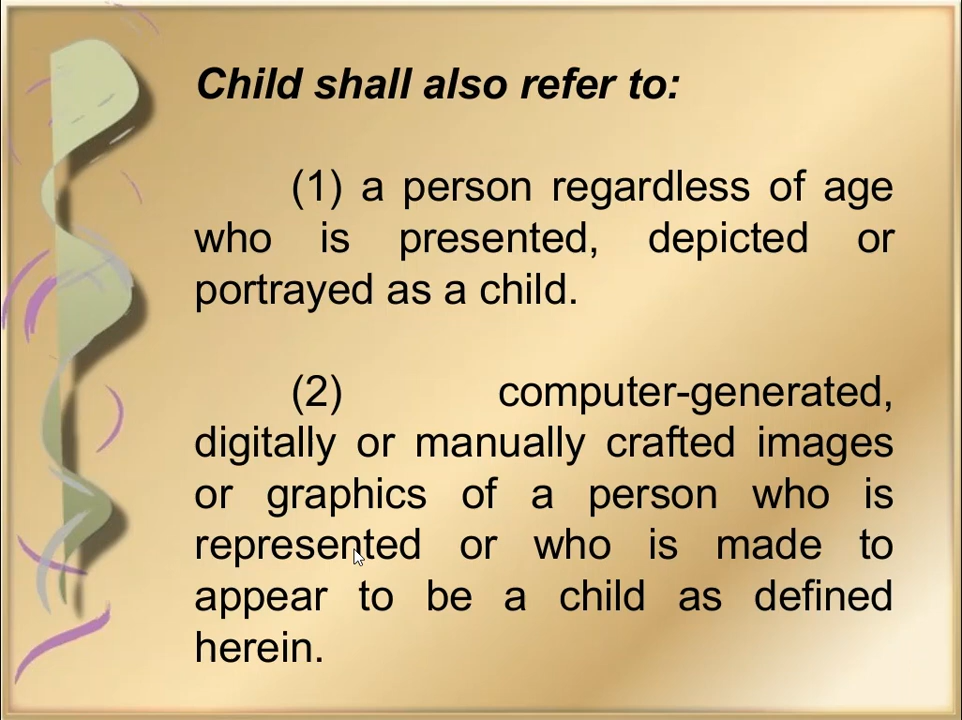 Child shall also refer to:
(1) a person regardless of age
who is presented, depicted or
portrayed as a child.
(2) computer-generated,
digitally or manually crafted images
or graphics of a person who is
represented or who is made to
appear to be a child as defined
herein.